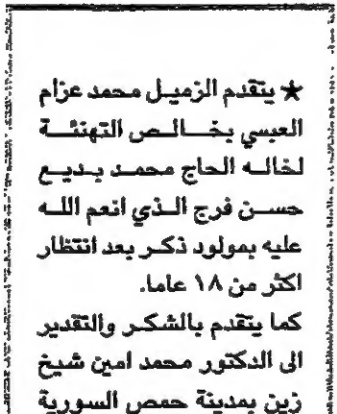 ★ يتقدم الزميل محمد عزام
العبسي بخالص التهنئة
لخاله الحاج محمد بديع
حسن فرج الذي انعم الله
عليه بمولود ذكر بعد انتظار
اكثر من ١٨ عاما.
كما يتقدم بالشكر والتقدير
الى الدكتور محمد امين شيخ
زين بمدينة حمص السورية